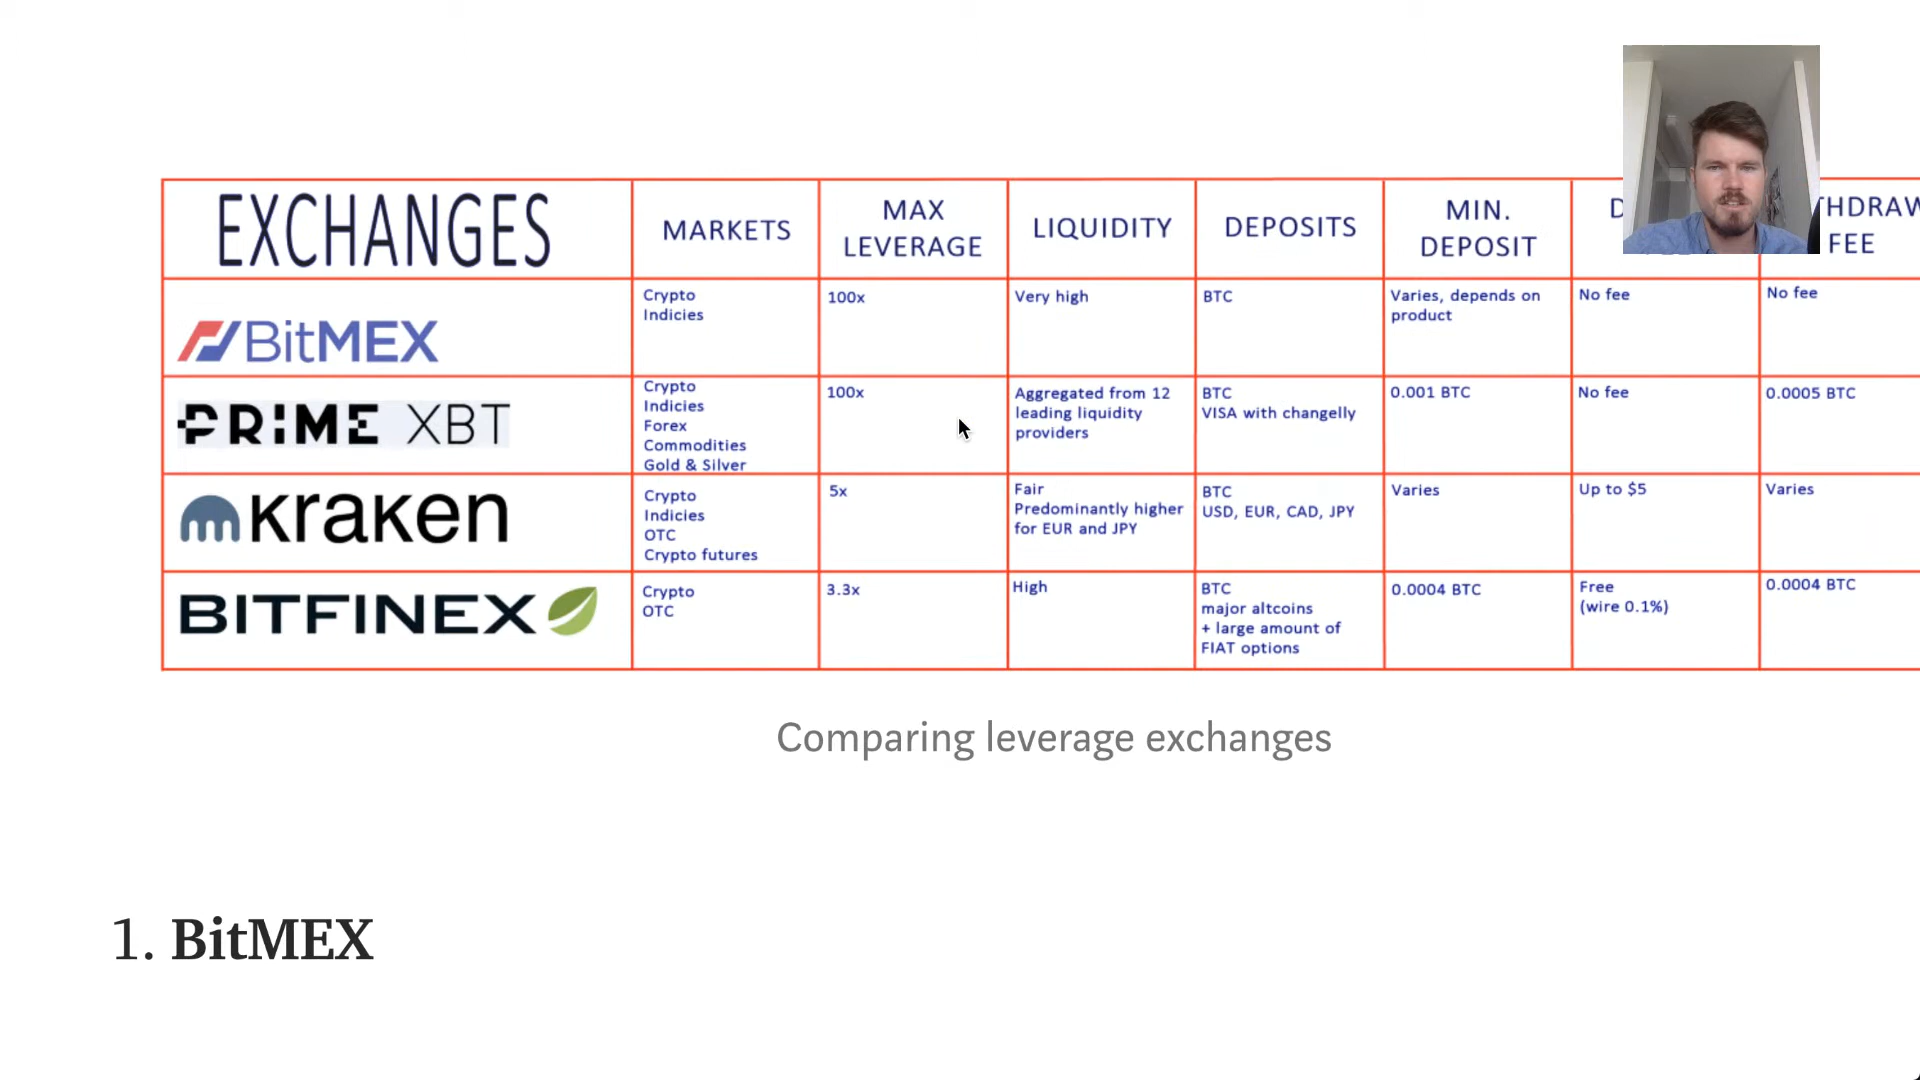 EXCHANGES
MARKETS
MAX
LEVERAGE
LIQUIDITY
DEPOSITS
MIN.
DEPOSIT
FEE
BitMEX
Crypto
Indicies
100x
Very high
BTC
Varies, depends on
product
No fee
No fee
PRIME XBT
Crypto
Indicies
Forex
Commodities
Gold & Silver
100x
Aggregated from 12
leading liquidity
providers
BTC
VISA with changelly
0.001 BTC
No fee
0.0005 BTC
kraken
Crypto
Indicies
OTC
Crypto futures
5x
Fair
Predominantly higher
for EUR and JPY
BTC
USD, EUR, CAD, JPY
Varies
Up to $5
Varies
BITFINEX
Crypto
OTC
3.3x
High
BTC
major altcoins
+ large amount of
FIAT options
0.0004 BTC
Free
(wire 0.1%)
0.0004 BTC
Comparing leverage exchanges
1. BitMEX